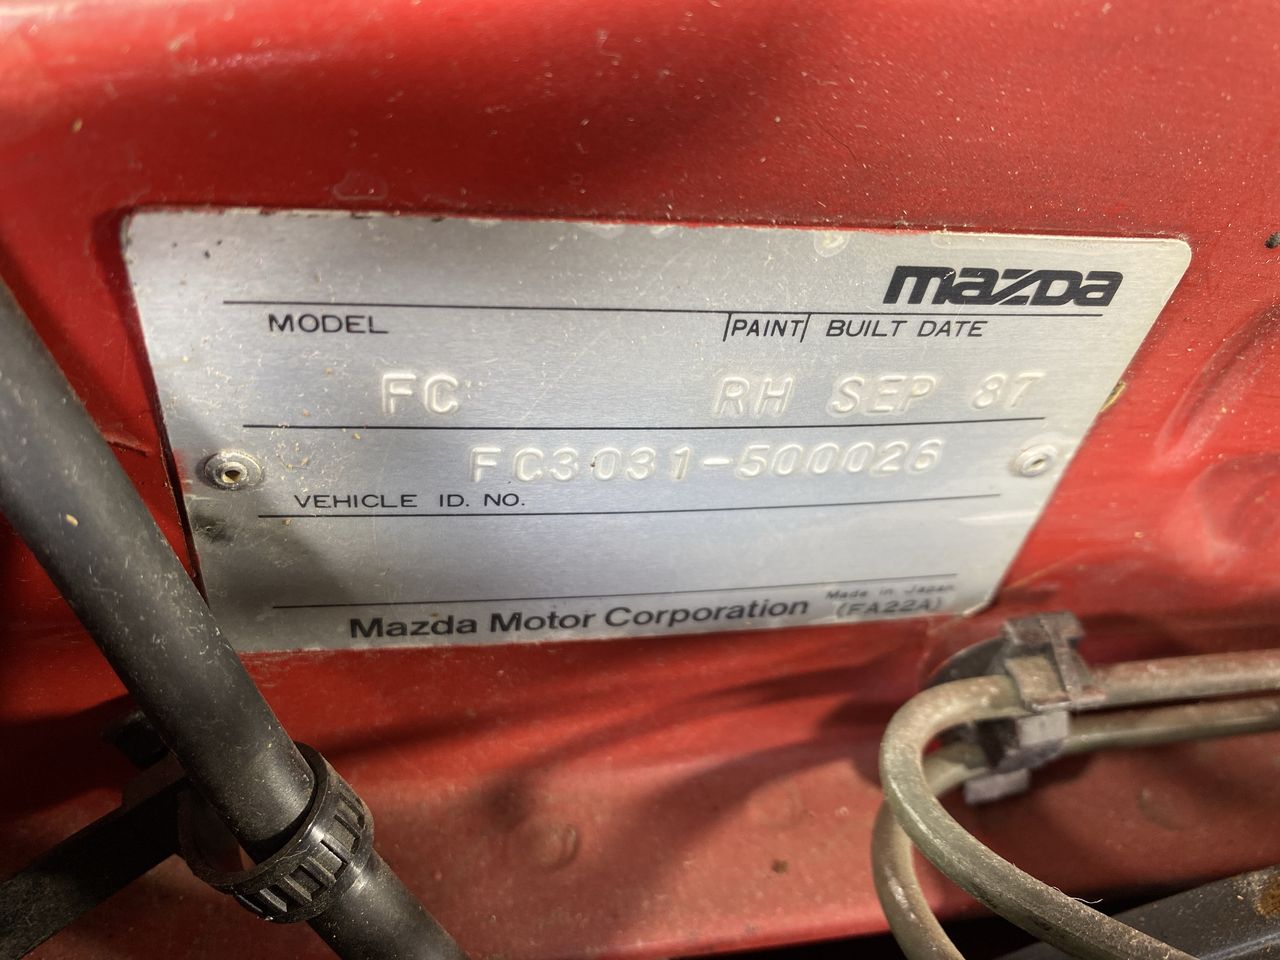 mazda
MODEL PAINT BUILT DATE
FC RH SEP 87
FC3031-500026
VEHICLE ID. NO.
Made in Japan
Mazda Motor Corporation (FA22A)